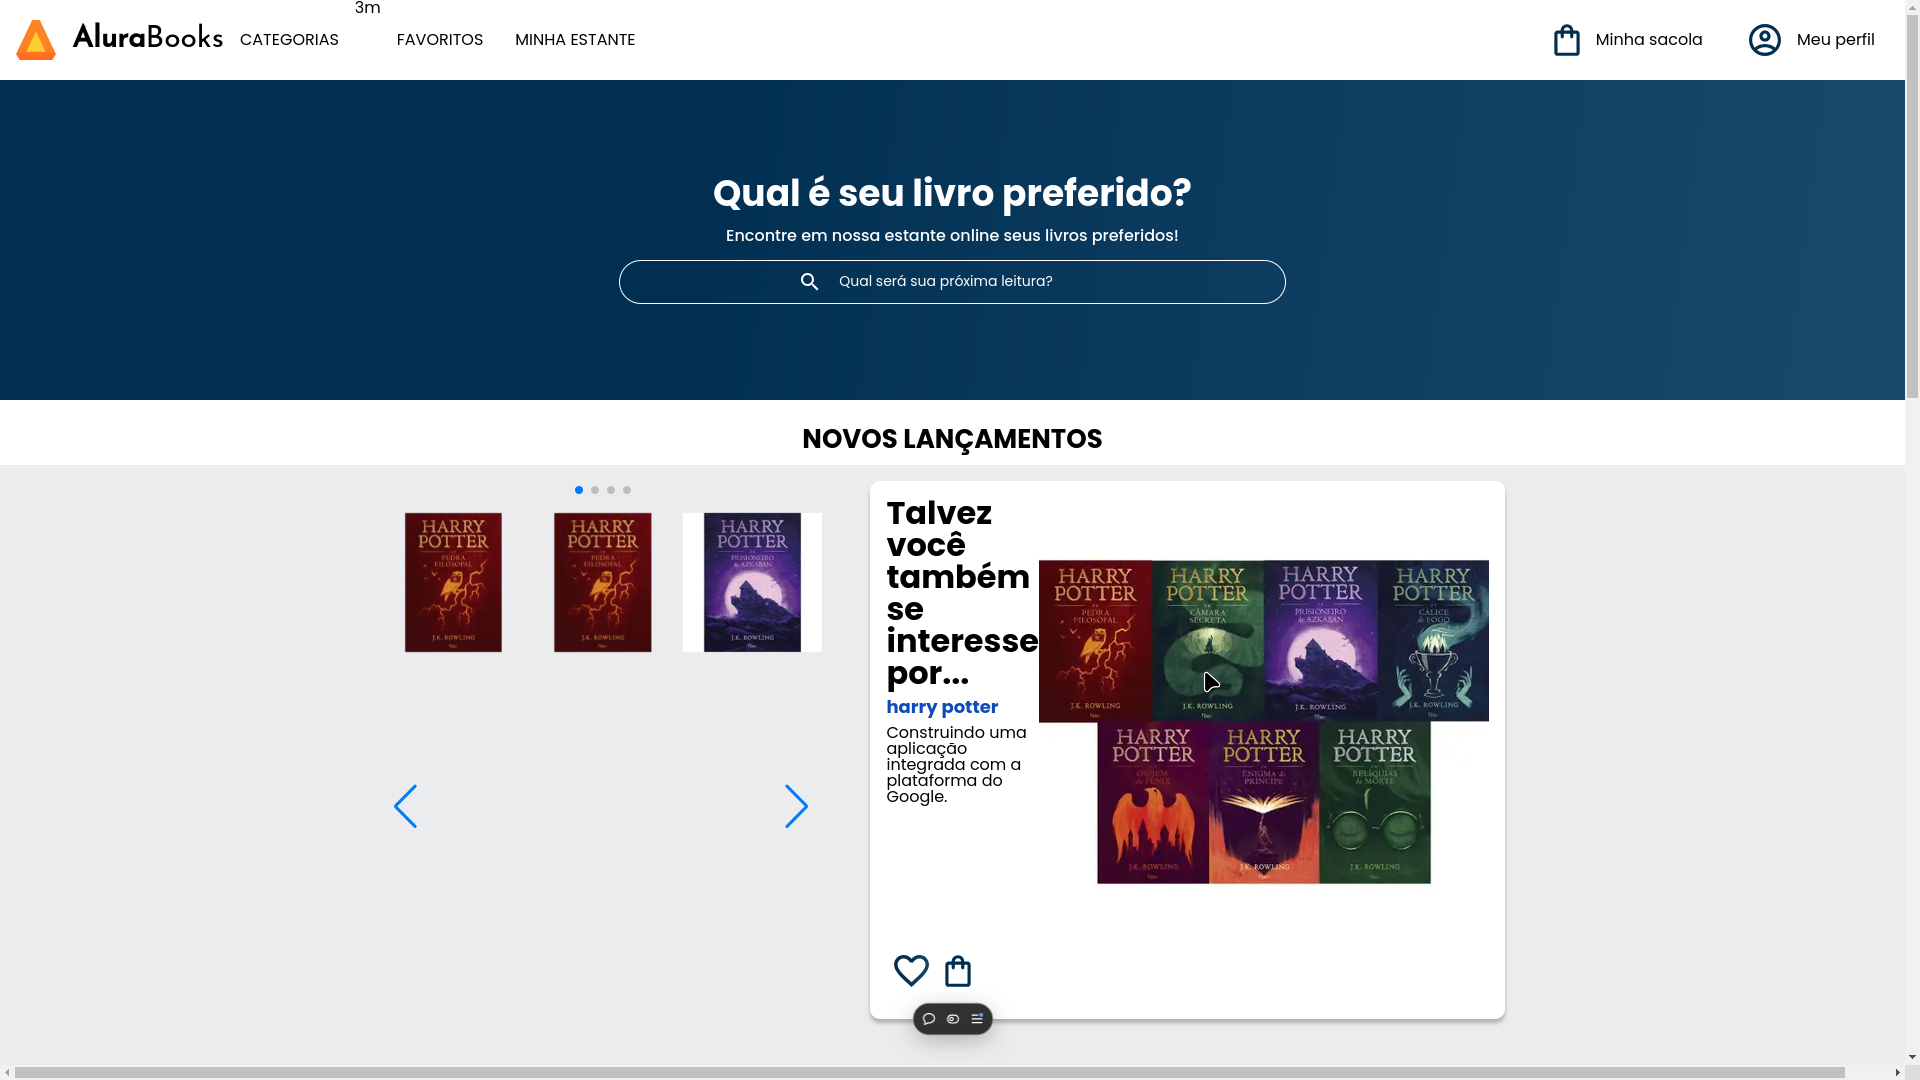 3m
AluraBooks CATEGORIAS FAVORITOS MINHA ESTANTE Minha sacola Meu perfil
Qual é seu livro preferido?
Encontre em nossa estante online seus livros preferidos!
Qual será sua próxima leitura?
NOVOS LANÇAMENTOS
HARRY
POTTER
PEDRA
FILOSOFAL
J.K. ROWLING
HARRY
POTTER
PEDRA
FILOSOFAL
J.K. ROWLING
HARRY
POTTER
PRISIONEIRO
de AZKABAN
J.K. ROWLING
Talvez
você
também
se
interesse
por...
harry potter
Construindo uma
aplicação
integrada com a
plataforma do
Google.
HARRY
POTTER
PEDRA
FILOSOFAL
J.K. ROWLING
HARRY
POTTER
CÂMARA
SECRETA
J.K. ROWLING
HARRY
POTTER
PRISIONEIRO
de AZKABAN
J.K. ROWLING
HARRY
POTTER
CÁLICE
de FOGO
J.K. ROWLING
HARRY
POTTER
ORDEM
da FÊNIX
J.K. ROWLING
HARRY
POTTER
ENIGMA do
PRÍNCIPE
J.K. ROWLING
HARRY
POTTER
RELÍQUIAS
da MORTE
J.K. ROWLING